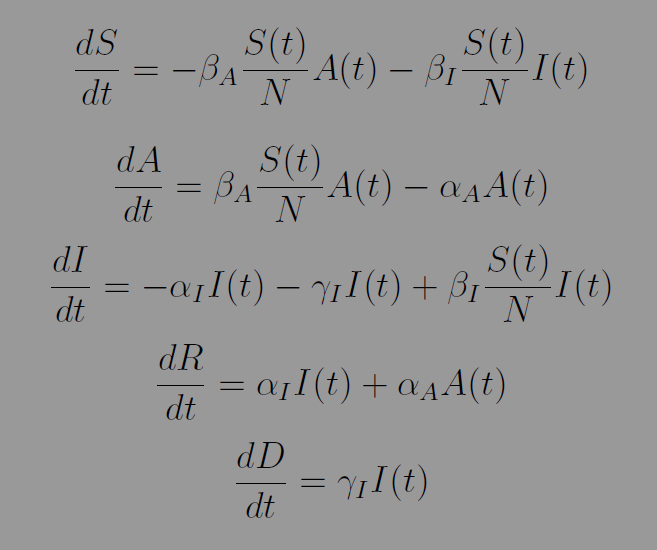 dS/dt = −β_A S(t)/N A(t) − β_I S(t)/N I(t)
dA/dt = β_A S(t)/N A(t) − α_A A(t)
dI/dt = −α_I I(t) − γ_I I(t) + β_I S(t)/N I(t)
dR/dt = α_I I(t) + α_A A(t)
dD/dt = γ_I I(t)